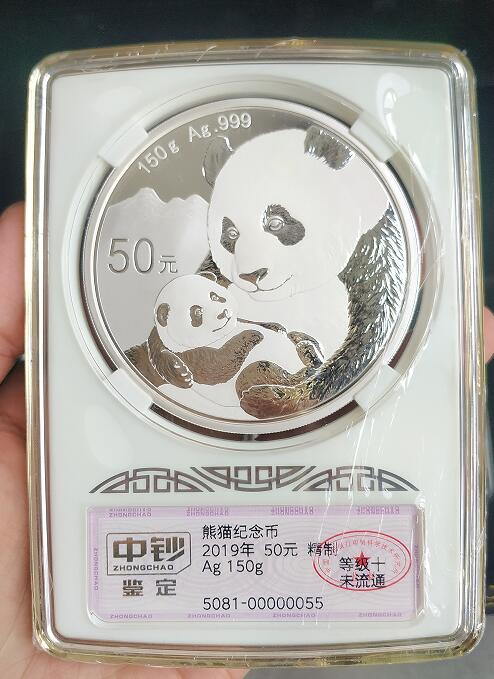 150g Ag.999
50元
中钞
ZHONGCHAO
鉴定
熊猫纪念币
2019年 50元 精制
Ag 150g
等级十
未流通
5081-00000055